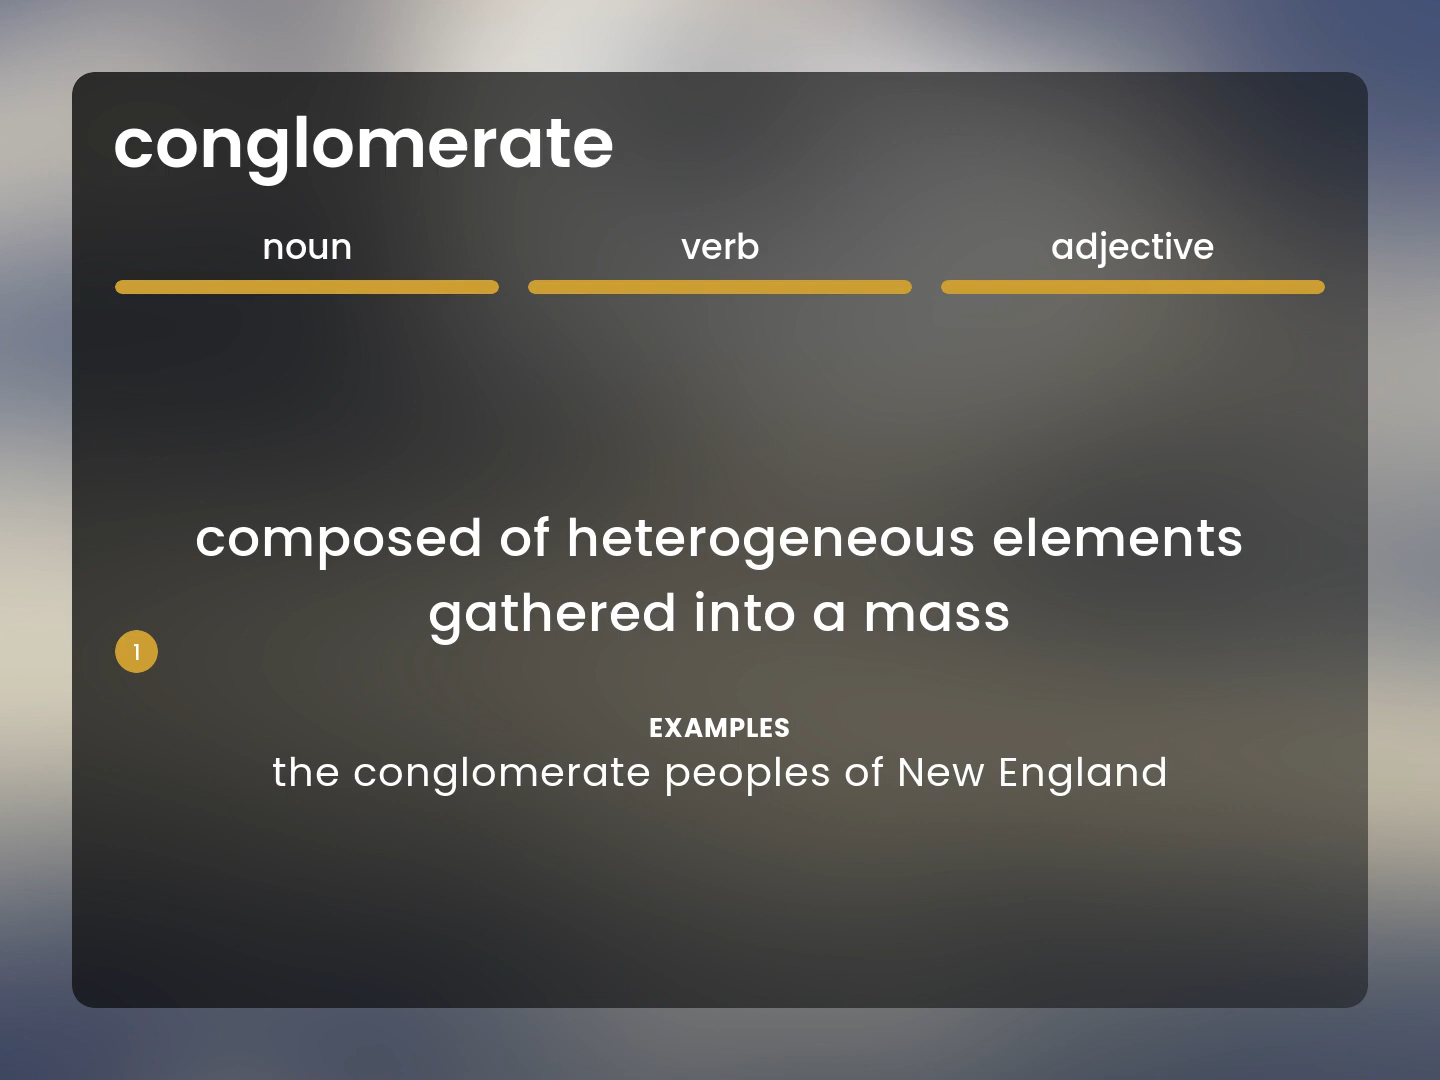 conglomerate
noun verb adjective
composed of heterogeneous elements
gathered into a mass
1
EXAMPLES
the conglomerate peoples of New England